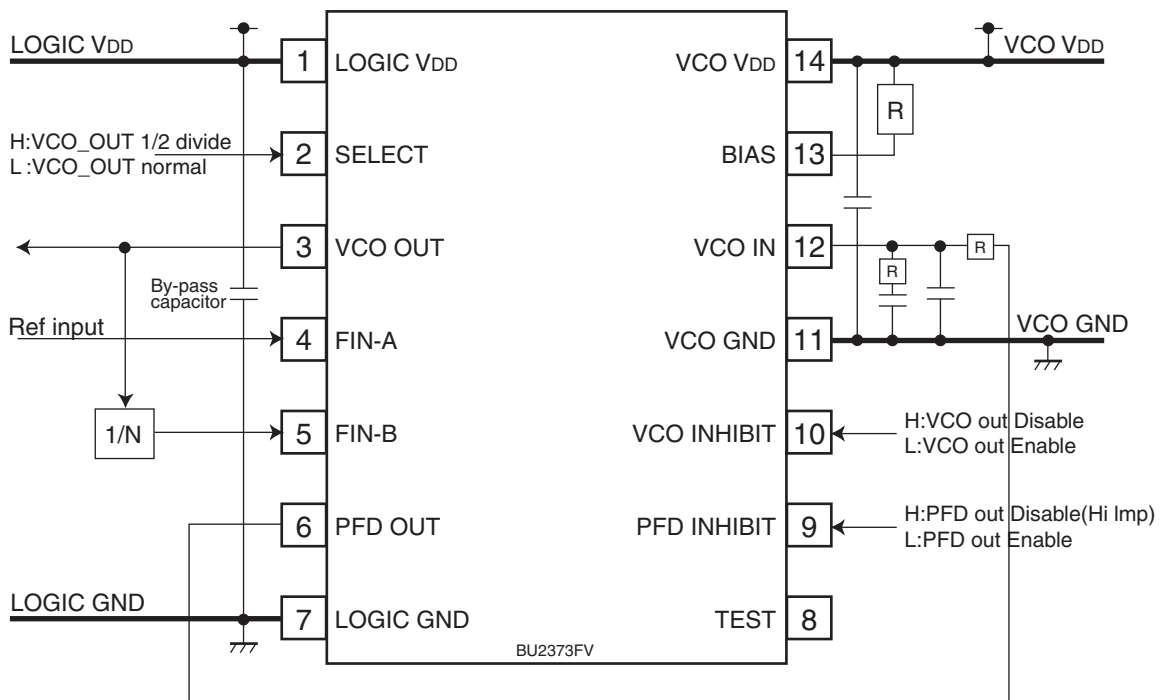 LOGIC VDD
VCO VDD
1
LOGIC VDD
VCO VDD
14
R
H:VCO_OUT 1/2 divide
L :VCO_OUT normal
2
SELECT
BIAS
13
3
VCO OUT
VCO IN
12
R
R
By-pass
capacitor
Ref input
4
FIN-A
VCO GND
11
VCO GND
1/N
5
FIN-B
VCO INHIBIT
10
H:VCO out Disable
L:VCO out Enable
6
PFD OUT
PFD INHIBIT
9
H:PFD out Disable(Hi Imp)
L:PFD out Enable
LOGIC GND
7
LOGIC GND
TEST
8
BU2373FV